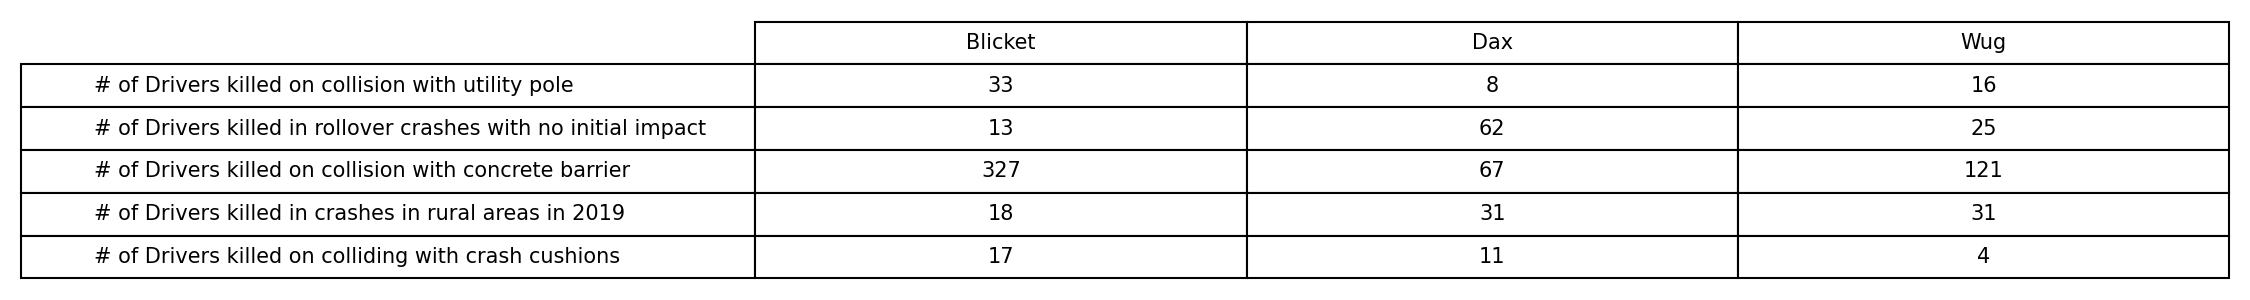 Blicket Dax Wug
# of Drivers killed on collision with utility pole 33 8 16
# of Drivers killed in rollover crashes with no initial impact 13 62 25
# of Drivers killed on collision with concrete barrier 327 67 121
# of Drivers killed in crashes in rural areas in 2019 18 31 31
# of Drivers killed on colliding with crash cushions 17 11 4